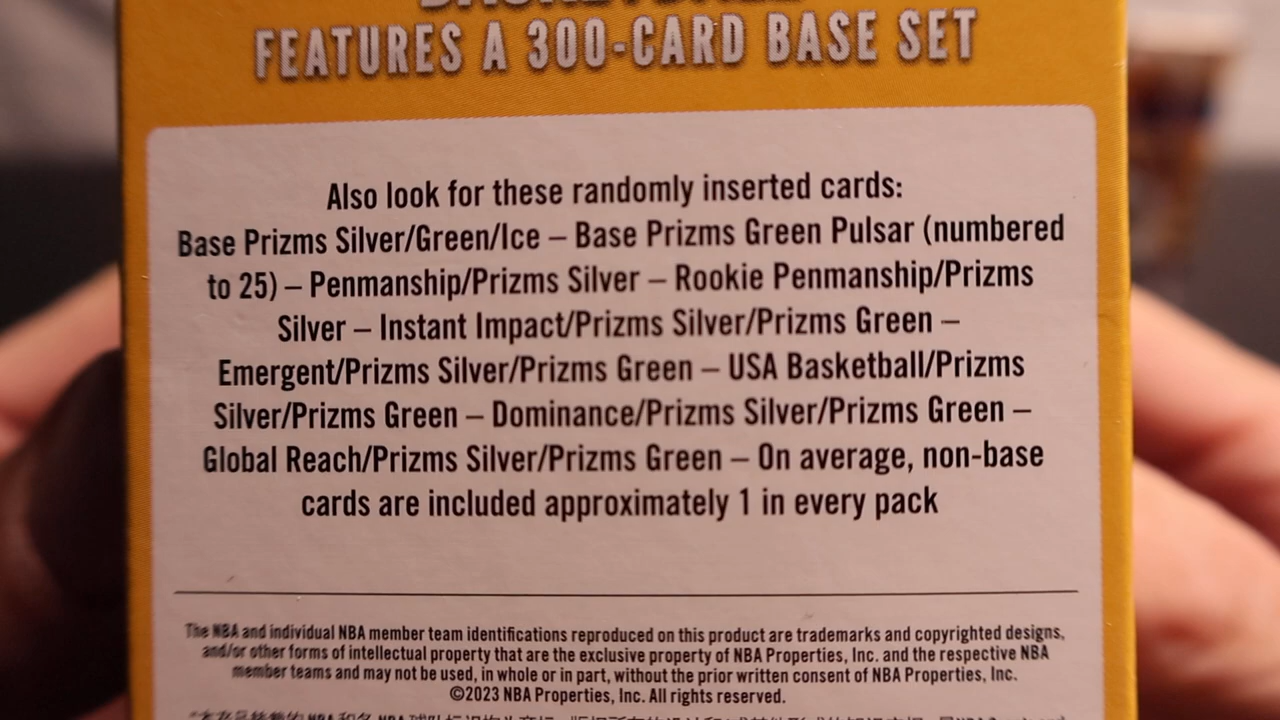 FEATURES A 300-CARD BASE SET
Also look for these randomly inserted cards:
Base Prizms Silver/Green/Ice – Base Prizms Green Pulsar (numbered
to 25) – Penmanship/Prizms Silver – Rookie Penmanship/Prizms
Silver – Instant Impact/Prizms Silver/Prizms Green –
Emergent/Prizms Silver/Prizms Green – USA Basketball/Prizms
Silver/Prizms Green – Dominance/Prizms Silver/Prizms Green –
Global Reach/Prizms Silver/Prizms Green – On average, non-base
cards are included approximately 1 in every pack
The NBA and individual NBA member team identifications reproduced on this product are trademarks and copyrighted designs,
and/or other forms of intellectual property that are the exclusive property of NBA Properties, Inc. and the respective NBA
member teams and may not be used, in whole or in part, without the prior written consent of NBA Properties, Inc.
©2023 NBA Properties, Inc. All rights reserved.